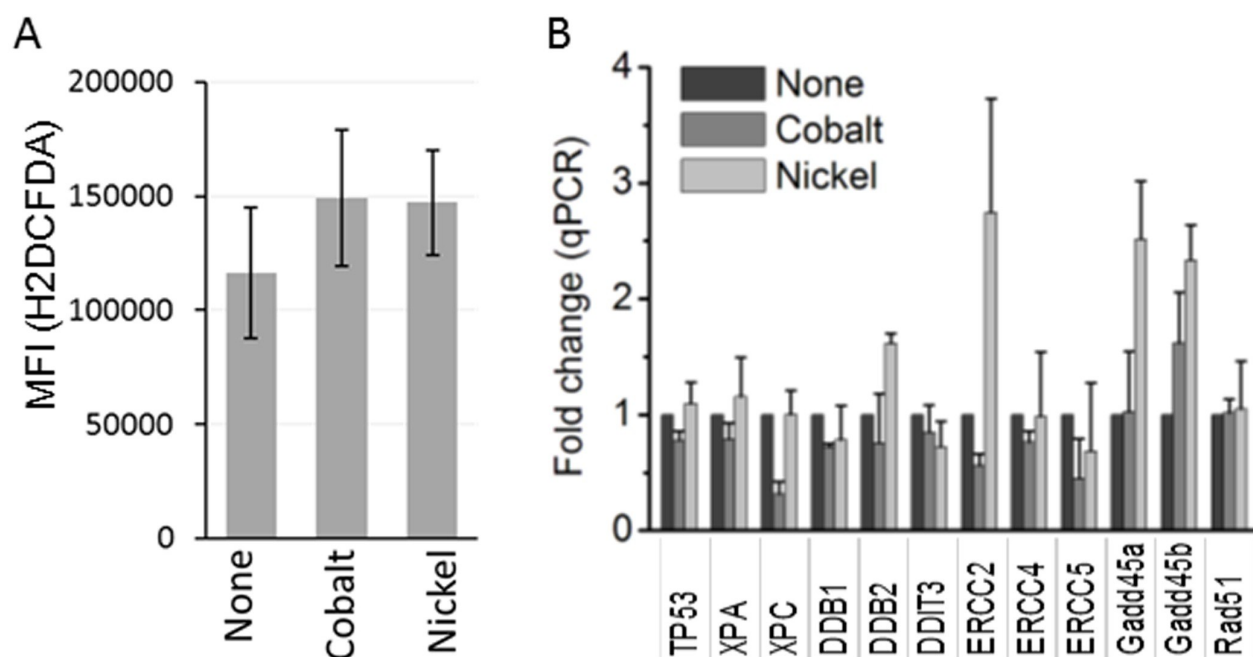 A
MFI (H2DCFDA)
200000
150000
100000
50000
0
None
Cobalt
Nickel
B
Fold change (qPCR)
4
3
2
1
0
None
Cobalt
Nickel
TP53
XPA
XPC
DDB1
DDB2
DDIT3
ERCC2
ERCC4
ERCC5
Gadd45a
Gadd45b
Rad51